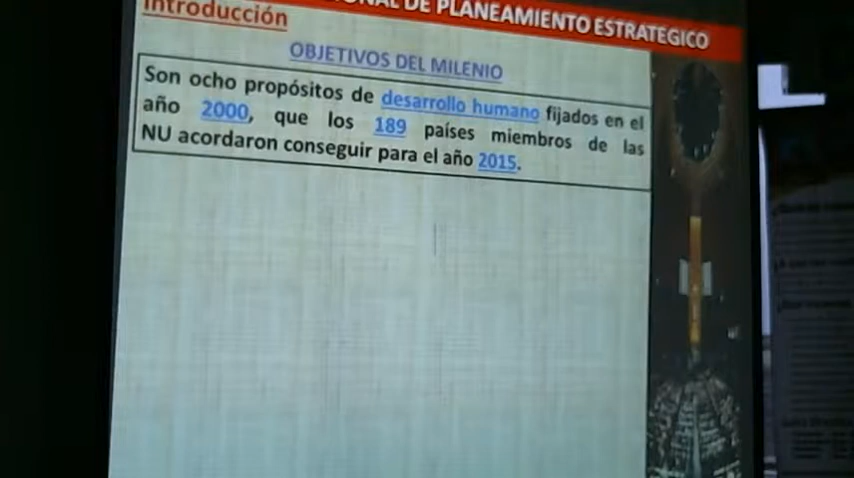 DE PLANEAMIENTO ESTRATEGICO
Introducción
OBJETIVOS DEL MILENIO
Son ocho propósitos de desarrollo humano fijados en el
año 2000, que los 189 países miembros de las
NU acordaron conseguir para el año 2015.